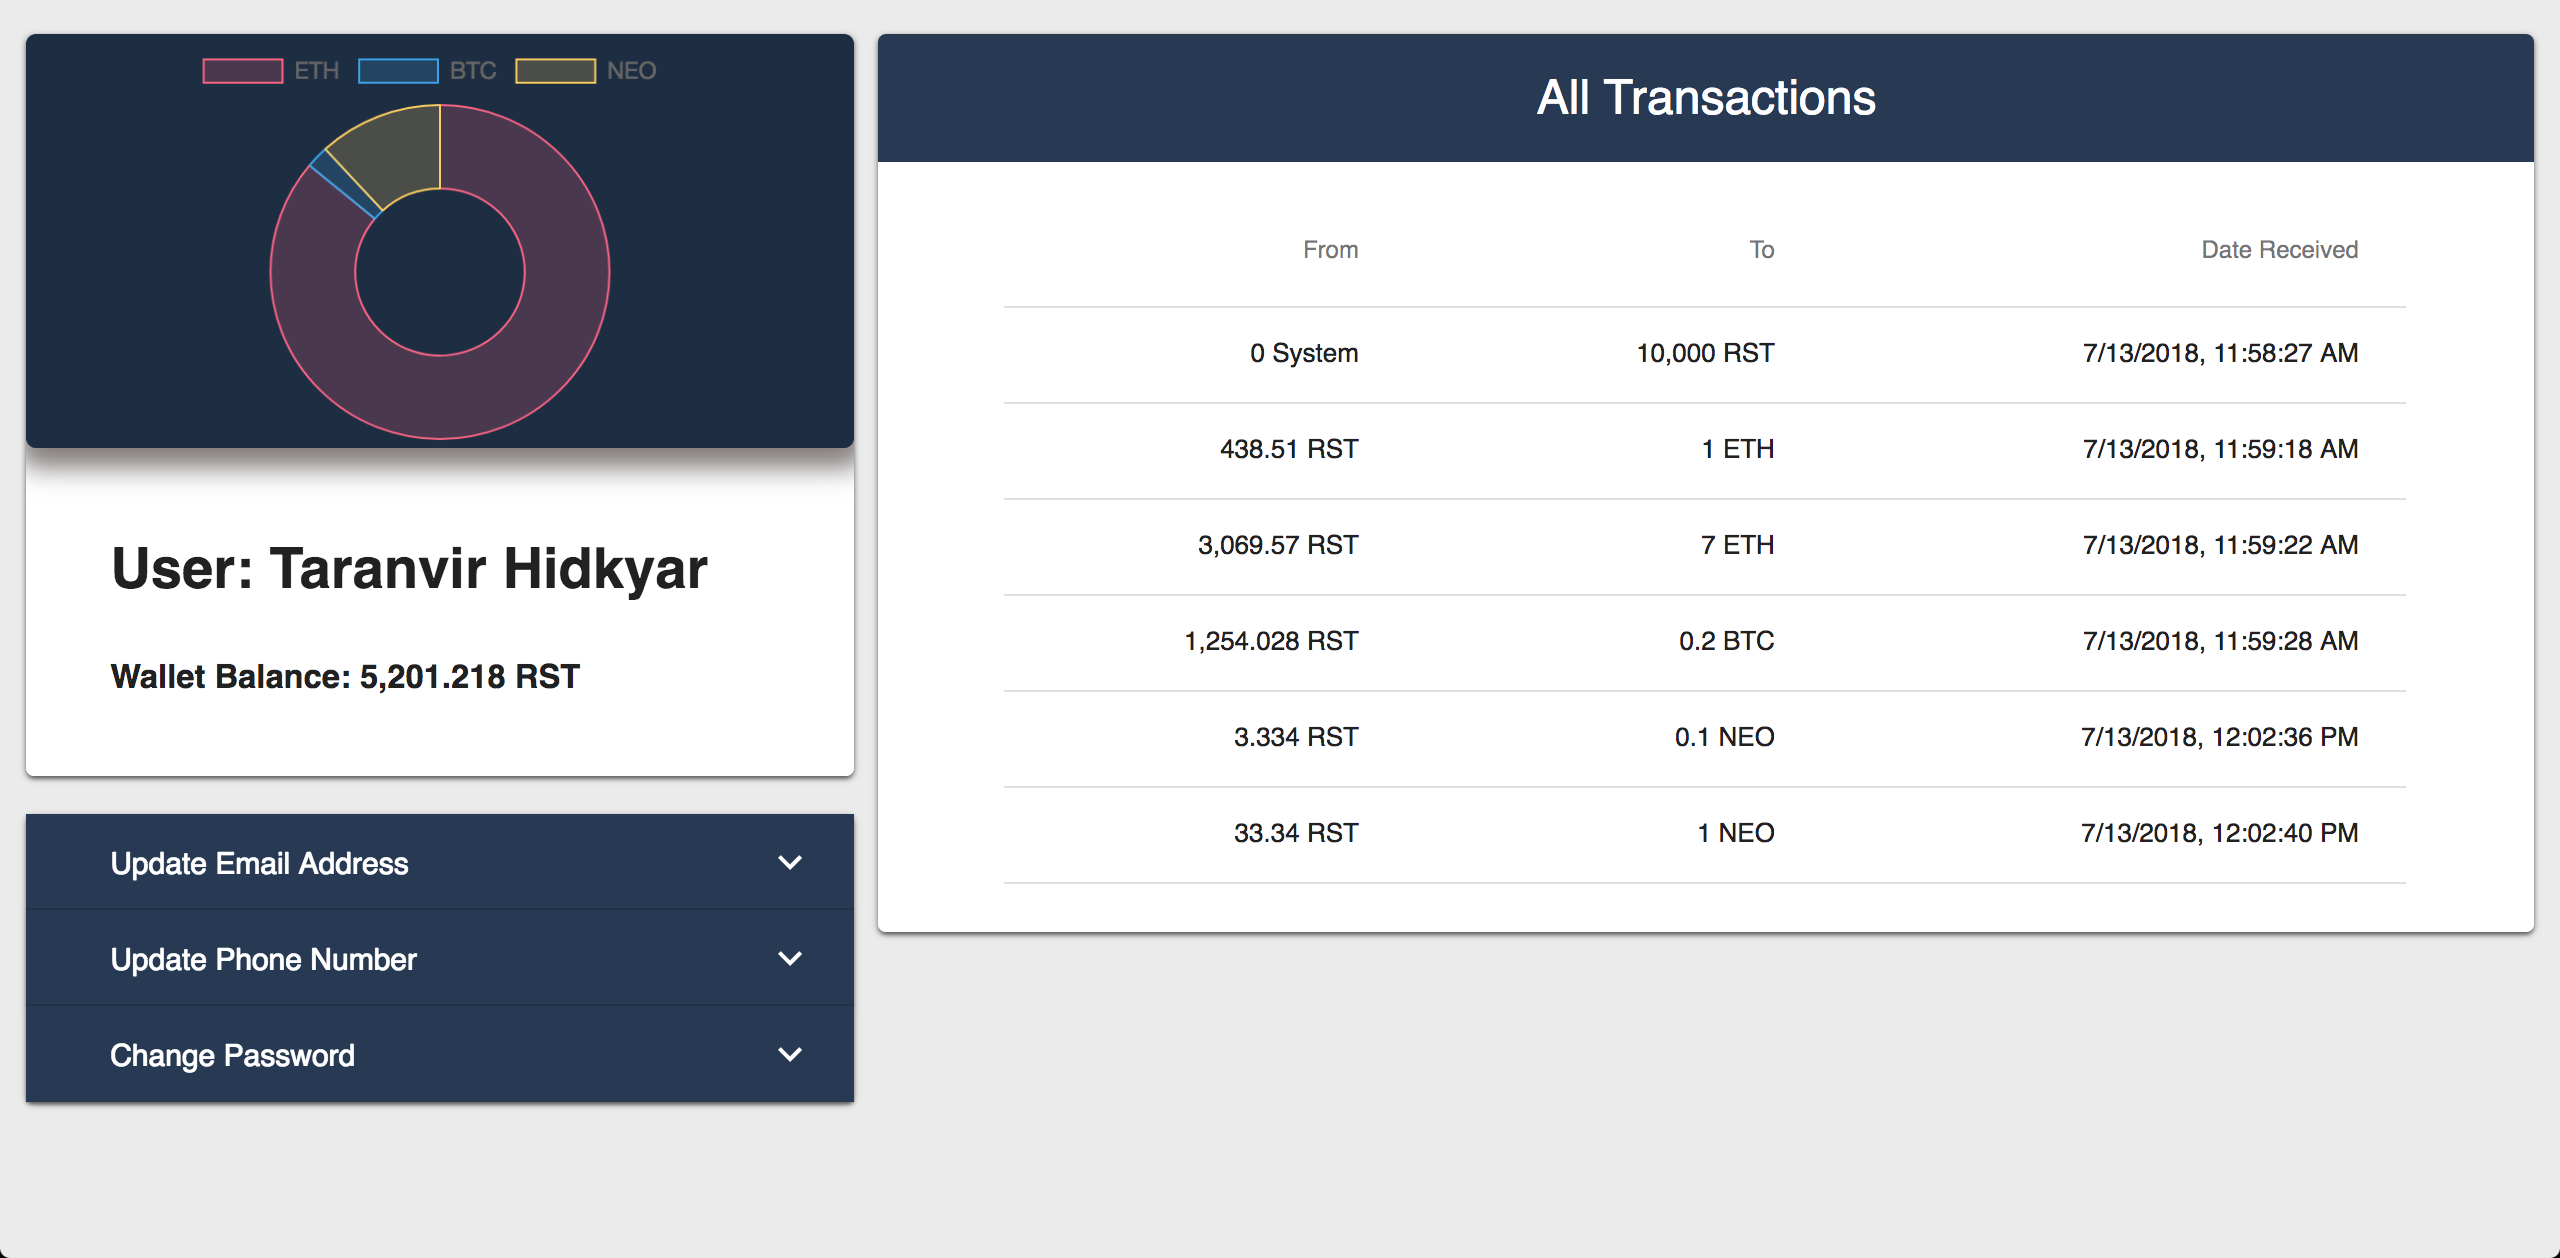 ETH BTC NEO
User: Taranvir Hidkyar
Wallet Balance: 5,201.218 RST
Update Email Address
Update Phone Number
Change Password
All Transactions
From To Date Received
0 System 10,000 RST 7/13/2018, 11:58:27 AM
438.51 RST 1 ETH 7/13/2018, 11:59:18 AM
3,069.57 RST 7 ETH 7/13/2018, 11:59:22 AM
1,254.028 RST 0.2 BTC 7/13/2018, 11:59:28 AM
3.334 RST 0.1 NEO 7/13/2018, 12:02:36 PM
33.34 RST 1 NEO 7/13/2018, 12:02:40 PM